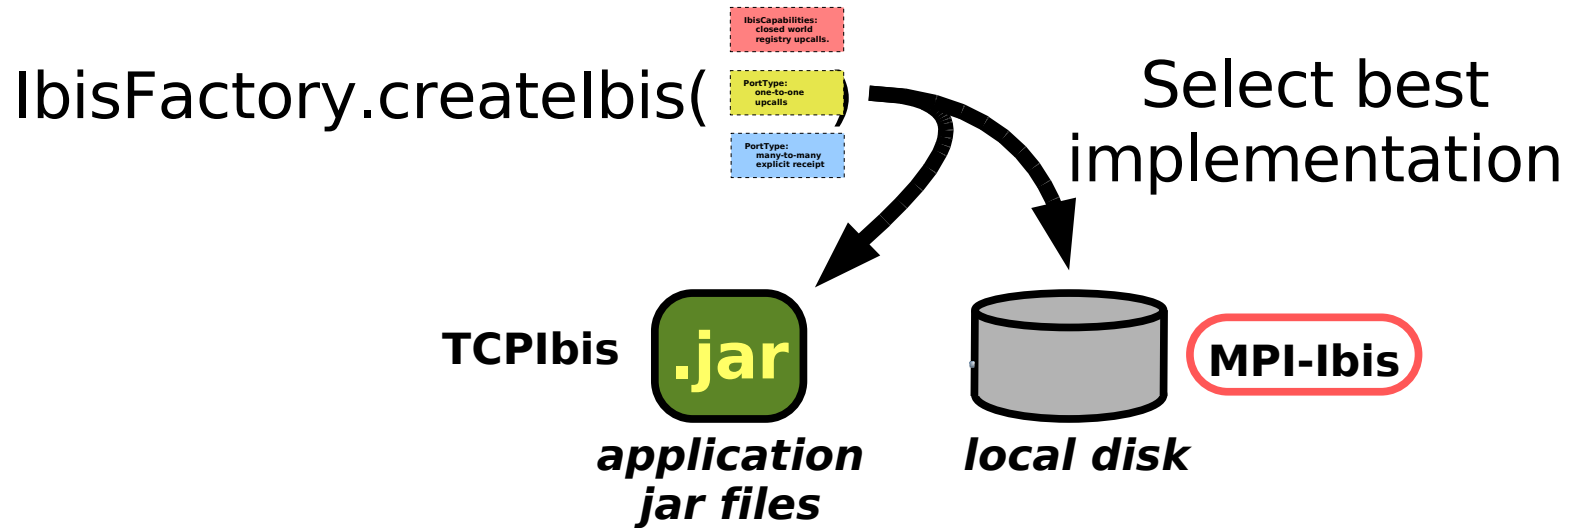 IbisCapabilities:
closed world
registry upcalls.
IbisFactory.createIbis( )
PortType:
one-to-one
upcalls
PortType:
many-to-many
explicit receipt
Select best
implementation
TCPIbis
.jar
MPI-Ibis
application
jar files
local disk